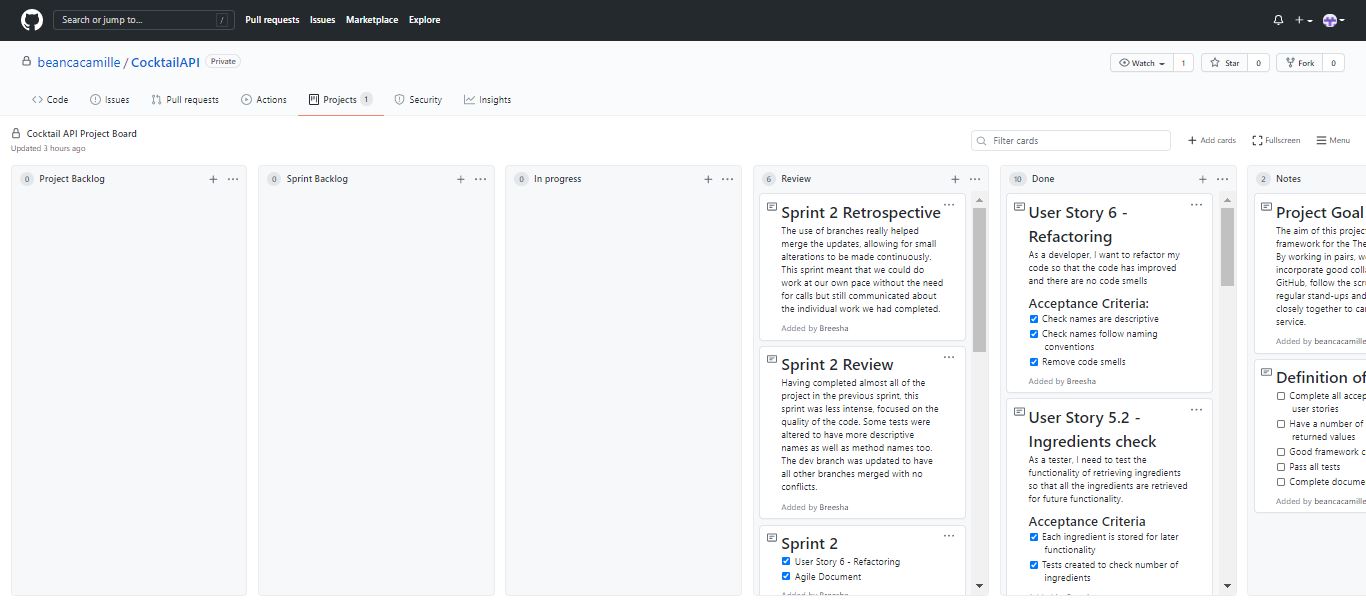 Search or jump to... /
Pull requests Issues Marketplace Explore
beancacamille / CocktailAPI Private
Watch 1 Star 0 Fork 0
Code Issues Pull requests Actions Projects 1 Security Insights
Cocktail API Project Board
Updated 3 hours ago
Filter cards
Add cards Fullscreen Menu
0 Project Backlog
0 Sprint Backlog
0 In progress
6 Review
Sprint 2 Retrospective
The use of branches really helped
merge the updates, allowing for small
alterations to be made continuously.
This sprint meant that we could do
work at our own pace without the need
for calls but still communicated about
the individual work we had completed.
Added by Breesha
Sprint 2 Review
Having completed almost all of the
project in the previous sprint, this
sprint was less intense, focused on the
quality of the code. Some tests were
altered to have more descriptive
names as well as method names too.
The dev branch was updated to have
all other branches merged with no
conflicts.
Added by Breesha
Sprint 2
User Story 6 - Refactoring
Agile Document
Added by Breesha
10 Done
User Story 6 -
Refactoring
As a developer, I want to refactor my
code so that the code has improved
and there are no code smells
Acceptance Criteria:
Check names are descriptive
Check names follow naming
conventions
Remove code smells
Added by Breesha
User Story 5.2 -
Ingredients check
As a tester, I need to test the
functionality of retrieving ingredients
so that all the ingredients are retrieved
for future functionality.
Acceptance Criteria
Each ingredient is stored for later
functionality
Tests created to check number of
ingredients
2 Notes
Project Goal
The aim of this project
framework for the The
By working in pairs, we
incorporate good colla
GitHub, follow the scr
regular stand-ups and
closely together to ca
service.
Added by beancacamille
Definition of
Complete all accep
user stories
Have a number of
returned values
Good framework c
Pass all tests
Complete docume
Added by beancacamille